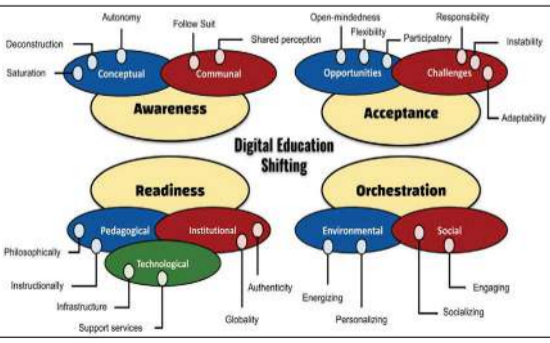 Autonomy
Follow Suit
Deconstruction
Shared perception
Saturation
Conceptual
Communal
Awareness
Open-mindedness
Responsibility
Flexibility
Participatory
Instability
Opportunities
Challenges
Adaptability
Acceptance
Digital Education
Shifting
Readiness
Pedagogical
Institutional
Technological
Philosophically
Instructionally
Infrastructure
Support services
Authenticity
Globality
Orchestration
Environmental
Social
Energizing
Personalizing
Engaging
Socializing